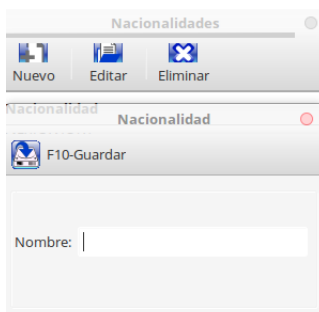 Nacionalidades
Nuevo Editar Eliminar
Nacionalidad
Nacionalidad
F10-Guardar
Nombre: